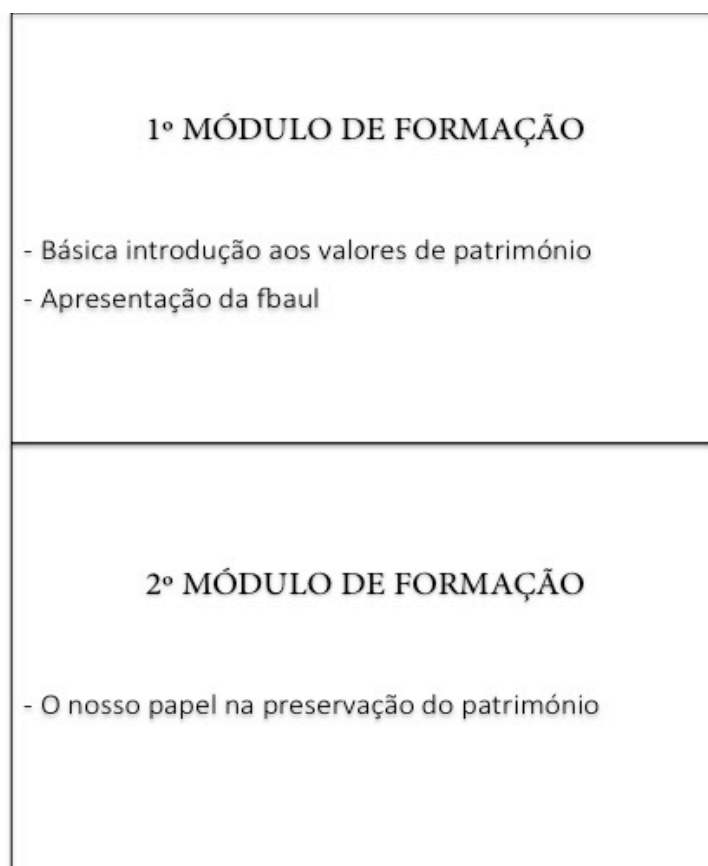 1º MÓDULO DE FORMAÇÃO
- Básica introdução aos valores de património
- Apresentação da fbaul
2º MÓDULO DE FORMAÇÃO
- O nosso papel na preservação do património